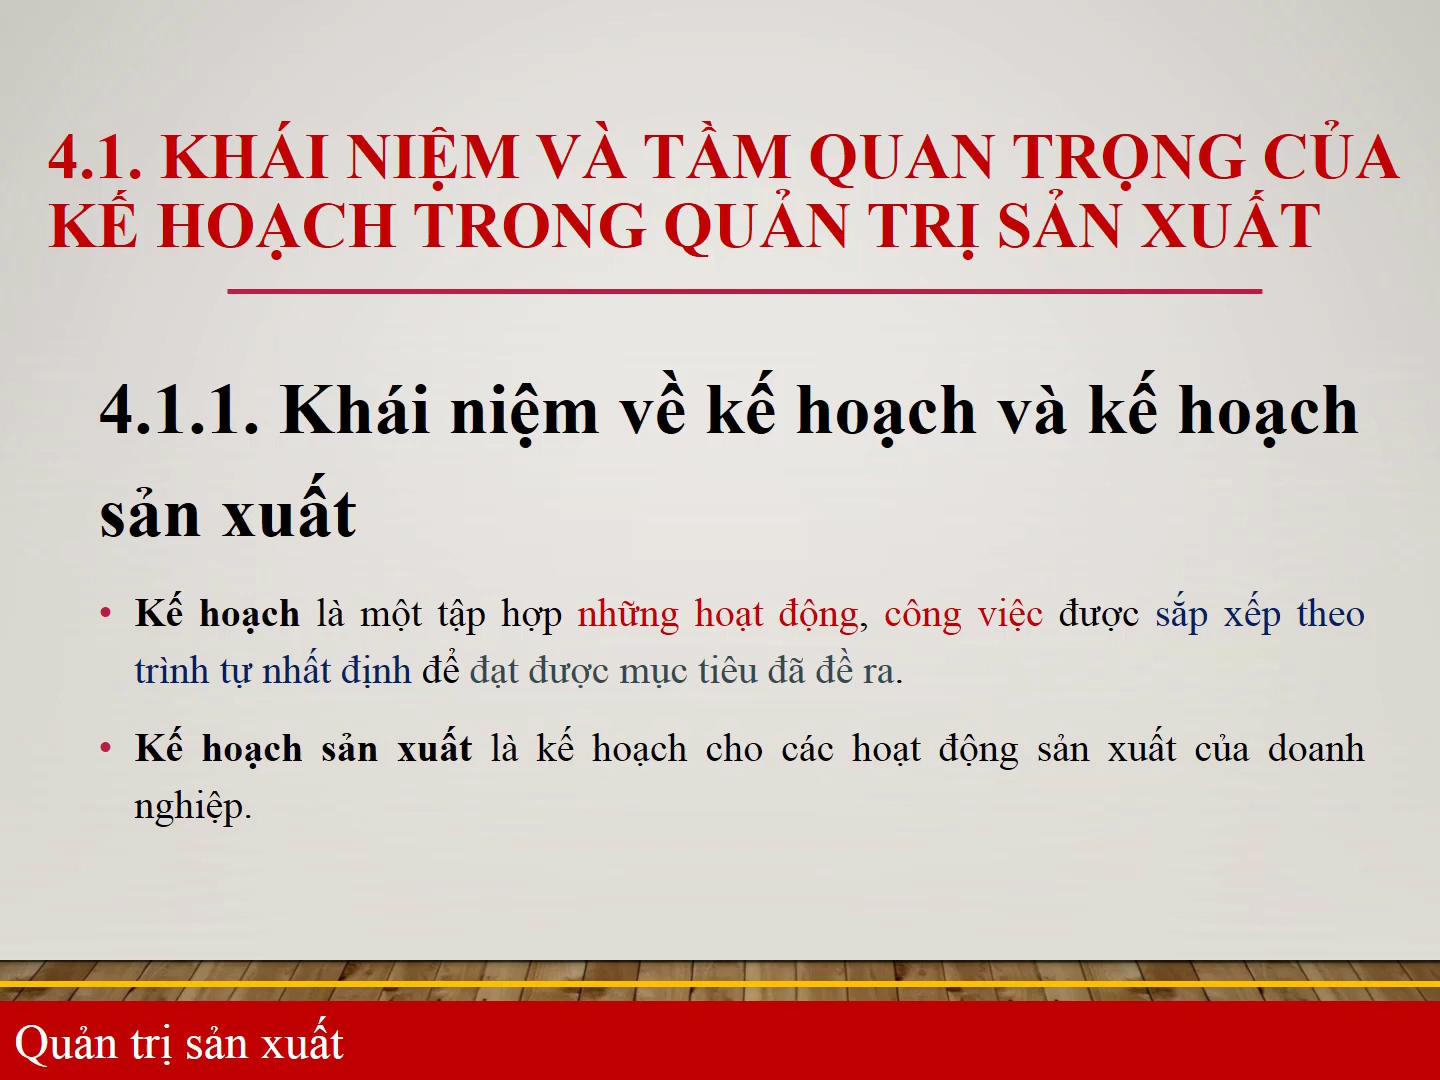 4.1. KHÁI NIỆM VÀ TẦM QUAN TRỌNG CỦA
KẾ HOẠCH TRONG QUẢN TRỊ SẢN XUẤT
4.1.1. Khái niệm về kế hoạch và kế hoạch
sản xuất
• Kế hoạch là một tập hợp những hoạt động, công việc được sắp xếp theo
trình tự nhất định để đạt được mục tiêu đã đề ra.
• Kế hoạch sản xuất là kế hoạch cho các hoạt động sản xuất của doanh
nghiệp.
Quản trị sản xuất